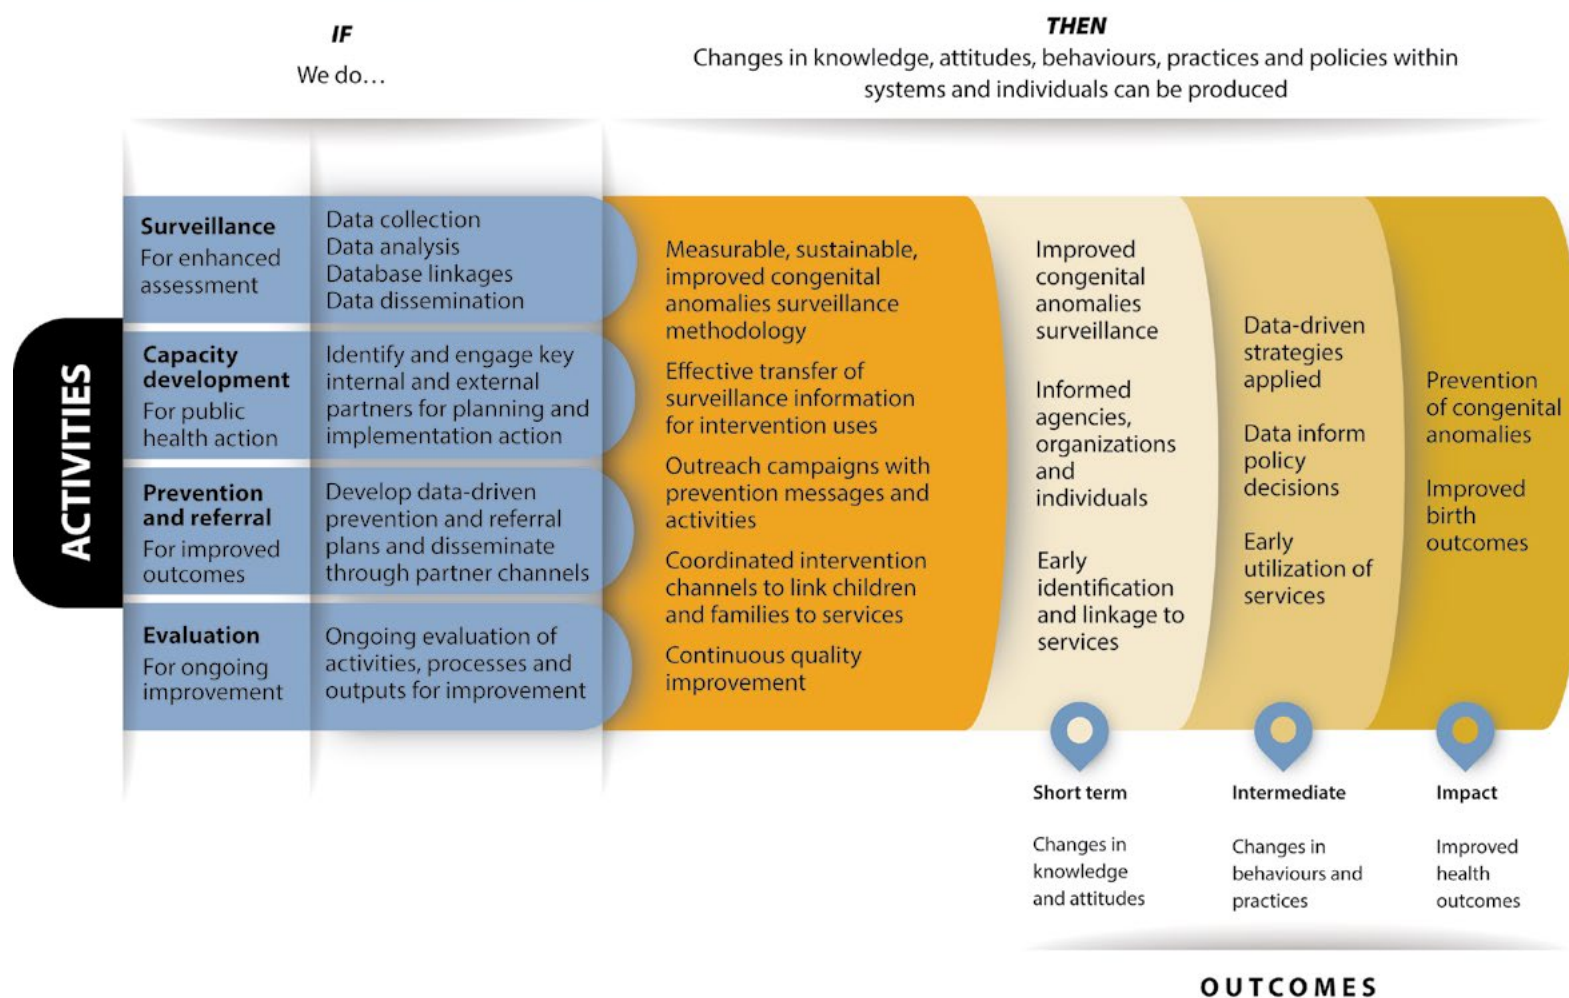 IF
We do…
THEN
Changes in knowledge, attitudes, behaviours, practices and policies within
systems and individuals can be produced
ACTIVITIES
Surveillance
For enhanced
assessment
Data collection
Data analysis
Database linkages
Data dissemination
Capacity
development
For public
health action
Identify and engage key
internal and external
partners for planning and
implementation action
Prevention
and referral
For improved
outcomes
Develop data-driven
prevention and referral
plans and disseminate
through partner channels
Evaluation
For ongoing
improvement
Ongoing evaluation of
activities, processes and
outputs for improvement
Measurable, sustainable,
improved congenital
anomalies surveillance
methodology
Effective transfer of
surveillance information
for intervention uses
Outreach campaigns with
prevention messages and
activities
Coordinated intervention
channels to link children
and families to services
Continuous quality
improvement
Improved
congenital
anomalies
surveillance
Informed
agencies,
organizations
and
individuals
Early
identification
and linkage to
services
Data-driven
strategies
applied
Data inform
policy
decisions
Early
utilization of
services
Prevention
of congenital
anomalies
Improved
birth
outcomes
Short term
Changes in
knowledge
and attitudes
Intermediate
Changes in
behaviours and
practices
Impact
Improved
health
outcomes
OUTCOMES